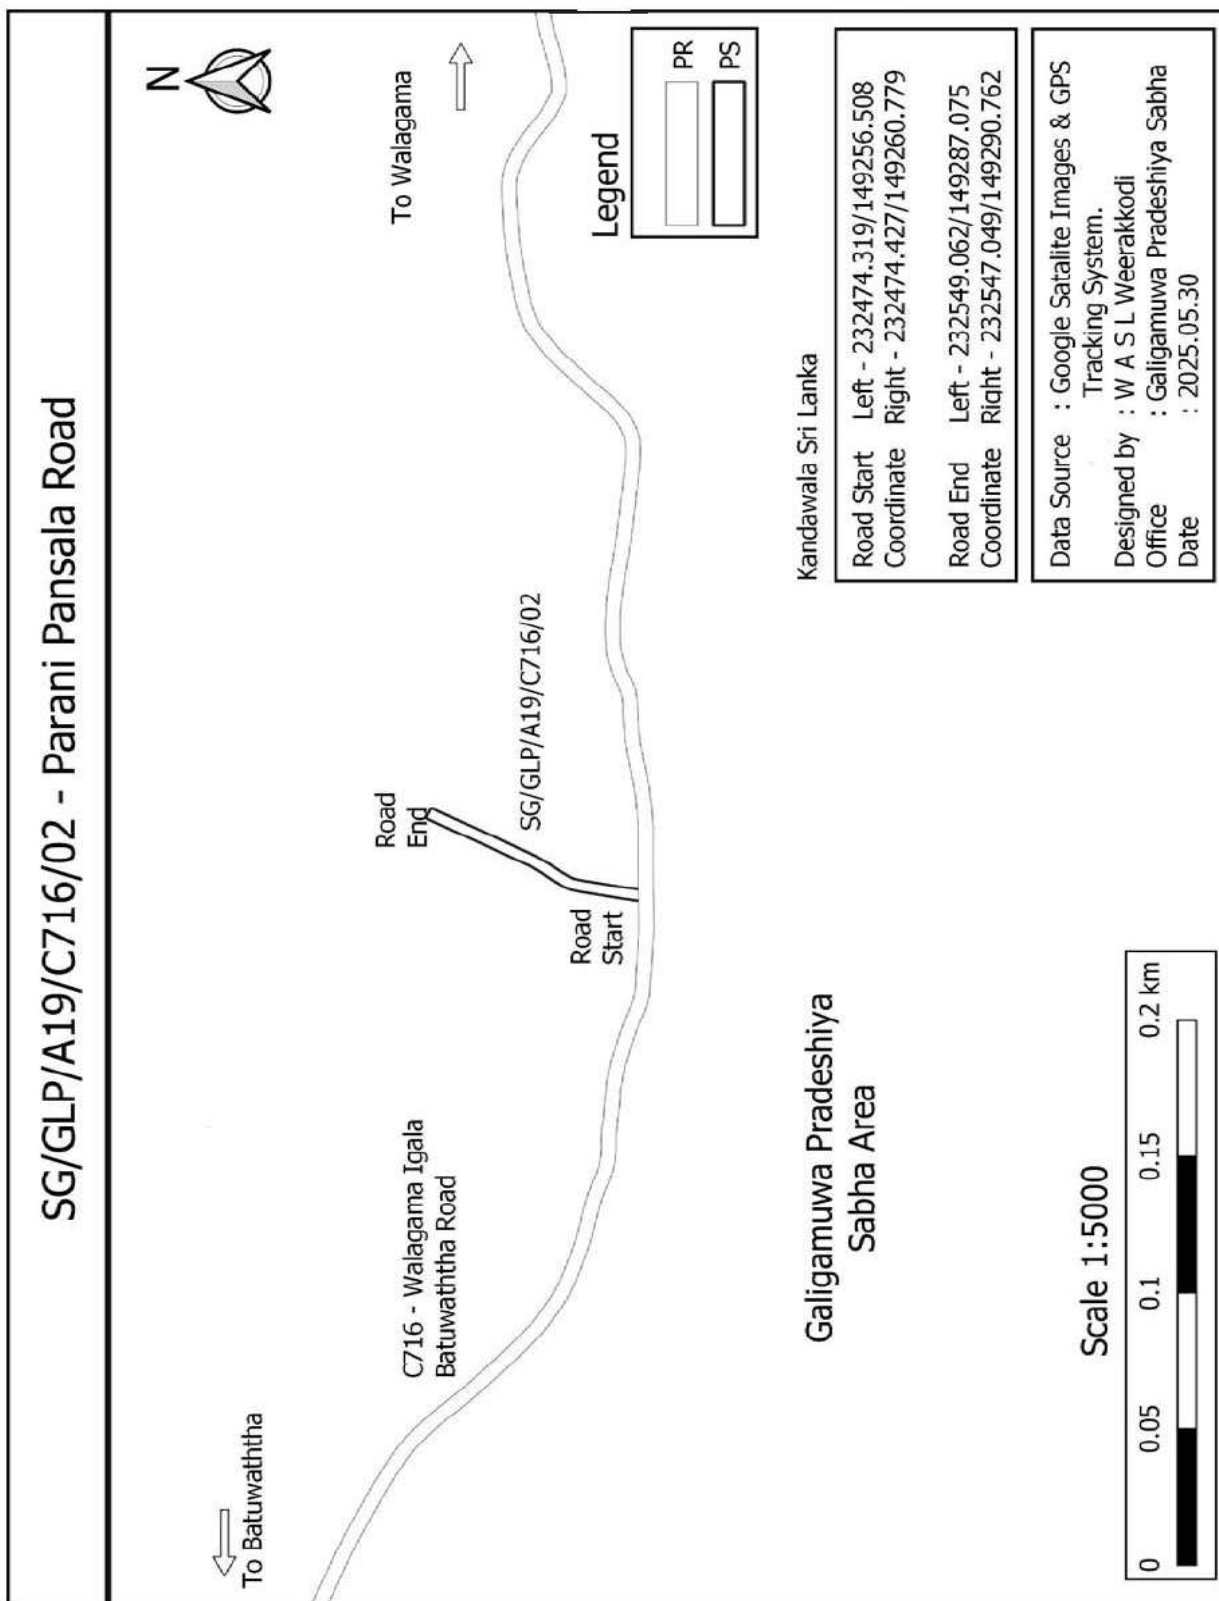 SG/GLP/A19/C716/02 - Parani Pansala Road
N
To Batuwaththa
To Walagama
C716 - Walagama Igala
Batuwaththa Road
Road
End
SG/GLP/A19/C716/02
Road
Start
Legend
PR
PS
Galigamuwa Pradeshiya
Sabha Area
Kandawala Sri Lanka
Road Start Left - 232474.319/149256.508
Coordinate Right - 232474.427/149260.779
Road End Left - 232549.062/149287.075
Coordinate Right - 232547.049/149290.762
Scale 1:5000
0 0.05 0.1 0.15 0.2 km
Data Source : Google Satalite Images & GPS
Tracking System.
Designed by : W A S L Weerakkodi
Office : Galigamuwa Pradeshiya Sabha
Date : 2025.05.30